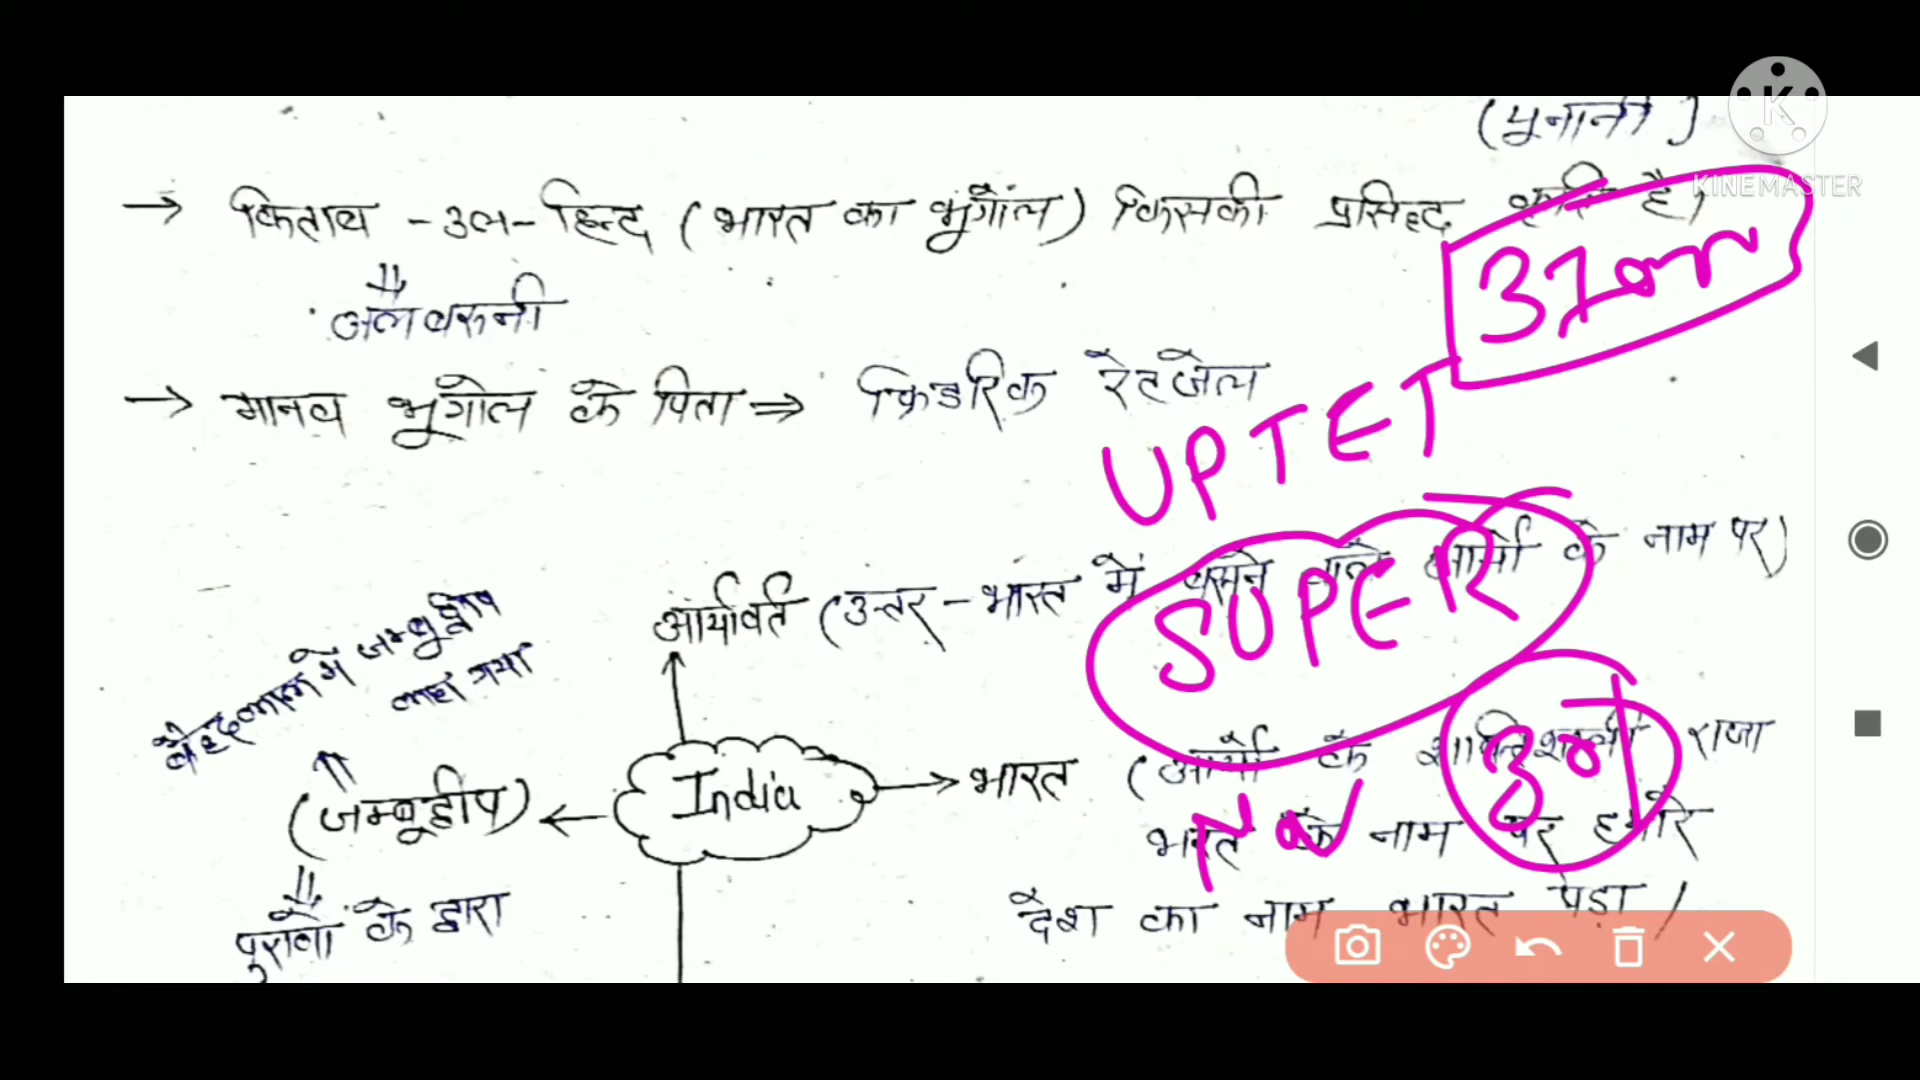 (यूनानी)
KINEMASTER
→ किताब-उल-हिन्द (भारत का भूगोल) किसकी प्रसिद्द कृति है।
अलबरुनी
→ मानव भूगोल के पिता ⇒ फ्रिडरिक रेटजेल
UPTET
आर्यावर्त (उत्तर-भारत में बसने वाले आर्यो के नाम पर)
SUPER
बौद्दकाल में जम्बूद्वीप
कहा गया
India
→ भारत (आर्यो के शक्तिशाली राजा
(जम्बूद्वीप)
भरत के नाम पर हमारे
देश का नाम भारत पड़ा/
पुराणों के द्वारा